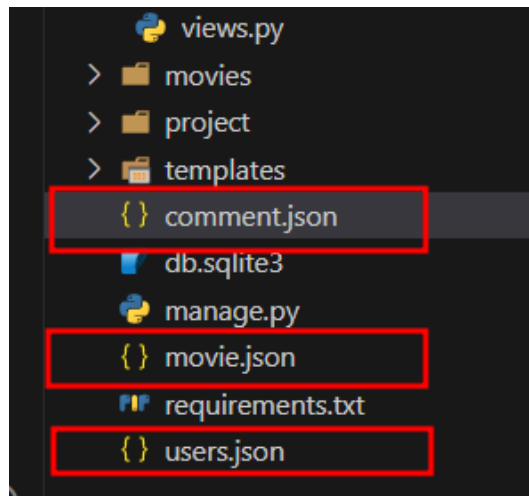 views.py
movies
project
templates
{} comment.json
db.sqlite3
manage.py
{} movie.json
requirements.txt
{} users.json